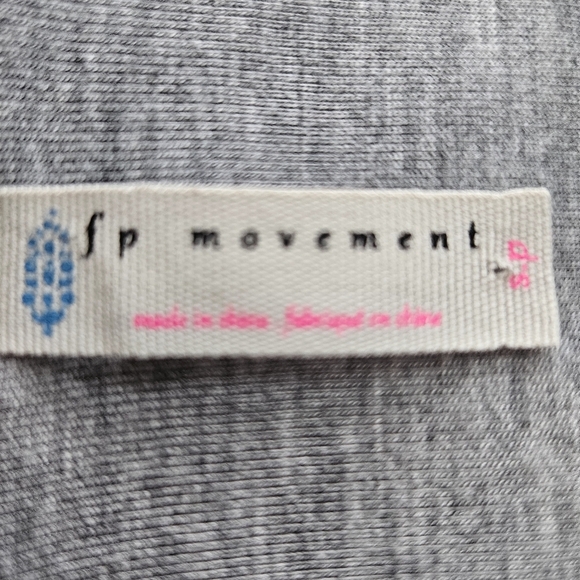 fp movement
s-p
made in china fabriqué en chine